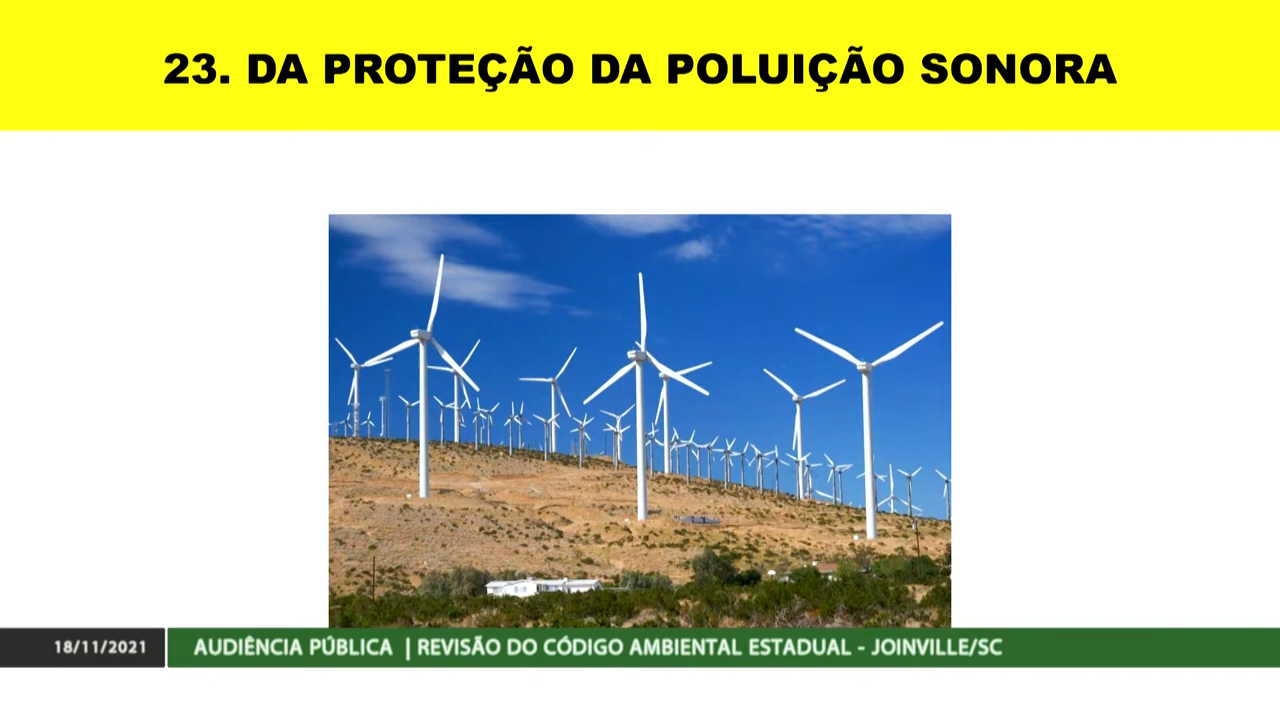 23. DA PROTEÇÃO DA POLUIÇÃO SONORA
18/11/2021
AUDIÊNCIA PÚBLICA | REVISÃO DO CÓDIGO AMBIENTAL ESTADUAL - JOINVILLE/SC